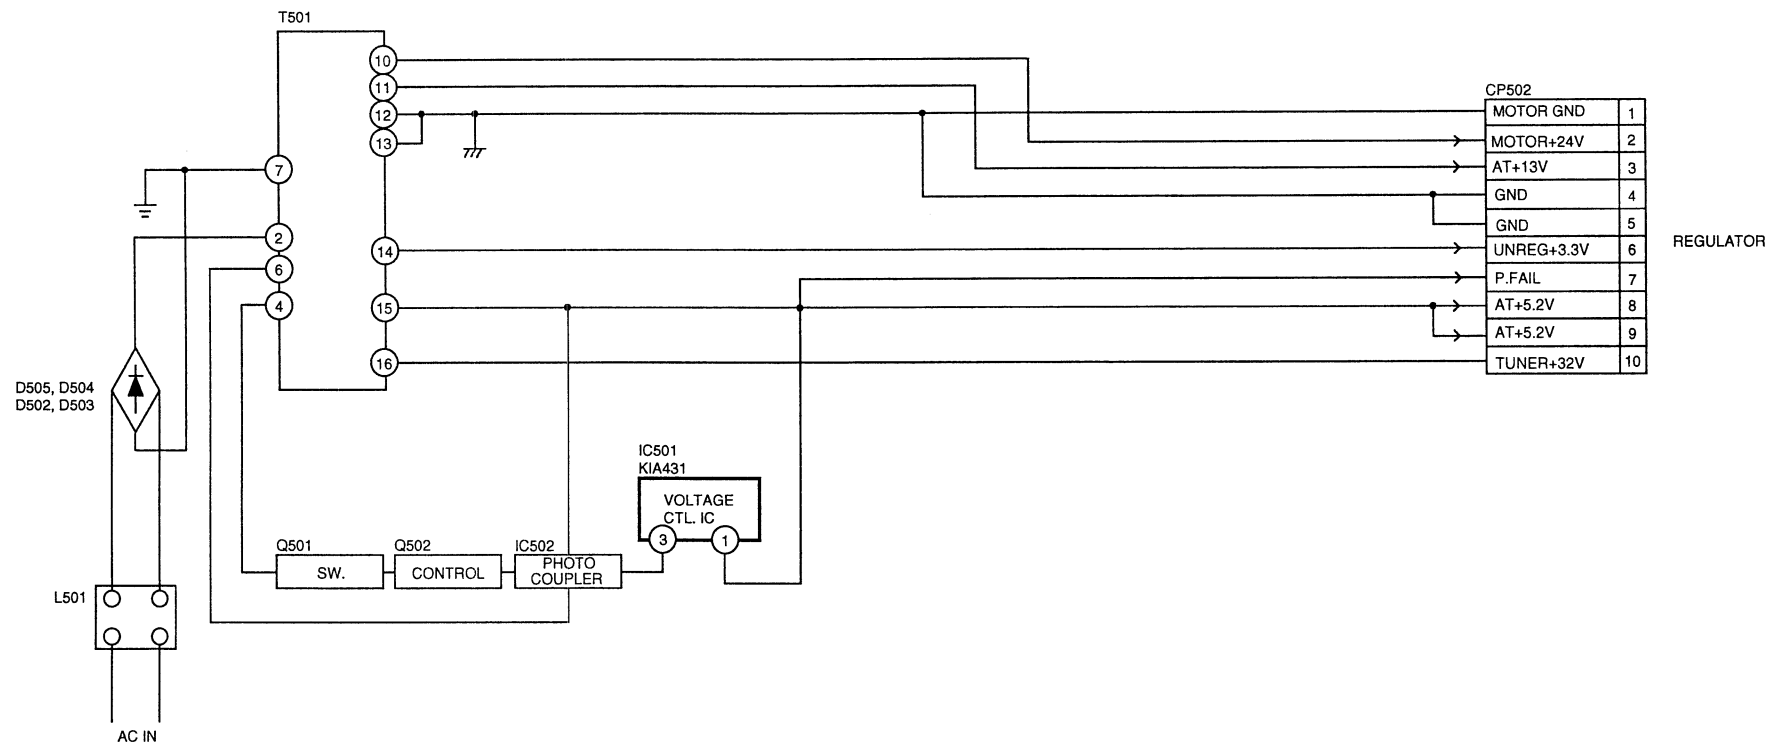 T501
10
11
12
13
7
2
6
4
14
15
16
CP502
MOTOR GND 1
MOTOR+24V 2
AT+13V 3
GND 4
GND 5
UNREG+3.3V 6
P.FAIL 7
AT+5.2V 8
AT+5.2V 9
TUNER+32V 10
REGULATOR
D505, D504
D502, D503
IC501
KIA431
VOLTAGE
CTL. IC
3
1
Q501
SW.
Q502
CONTROL
IC502
PHOTO
COUPLER
L501
AC IN